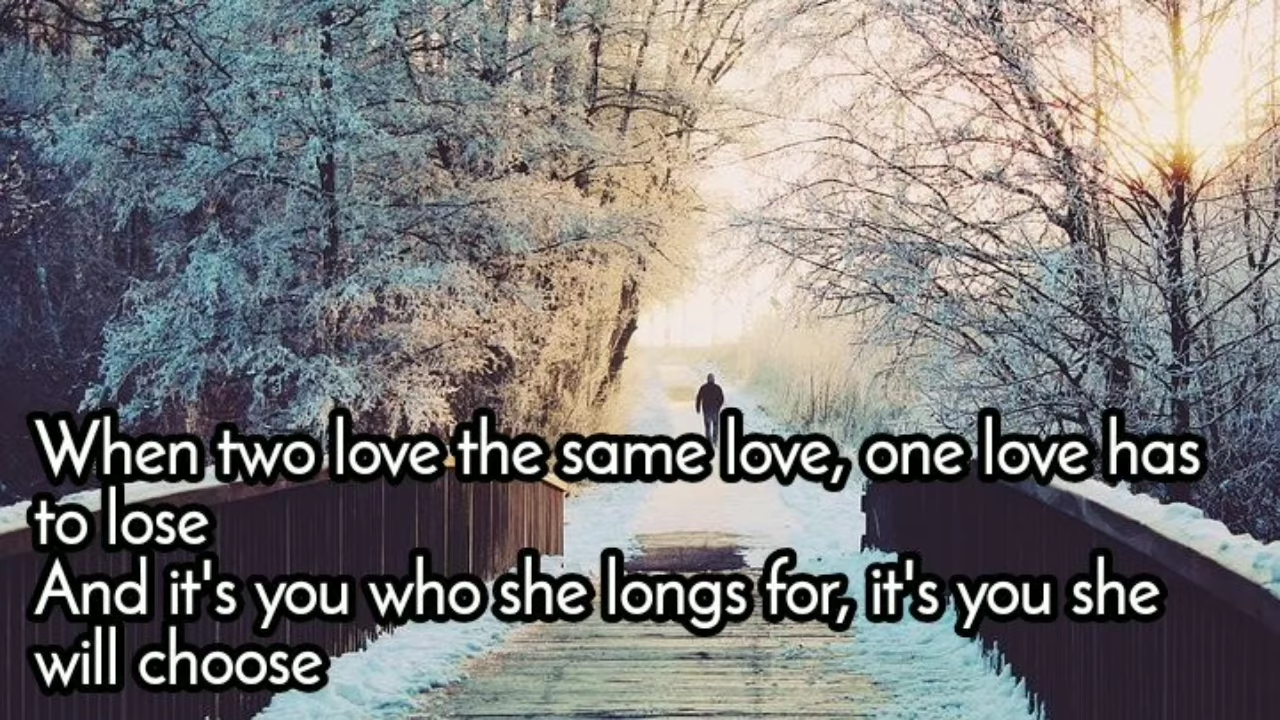 When two love the same love, one love has
to lose
And it's you who she longs for, it's you she
will choose